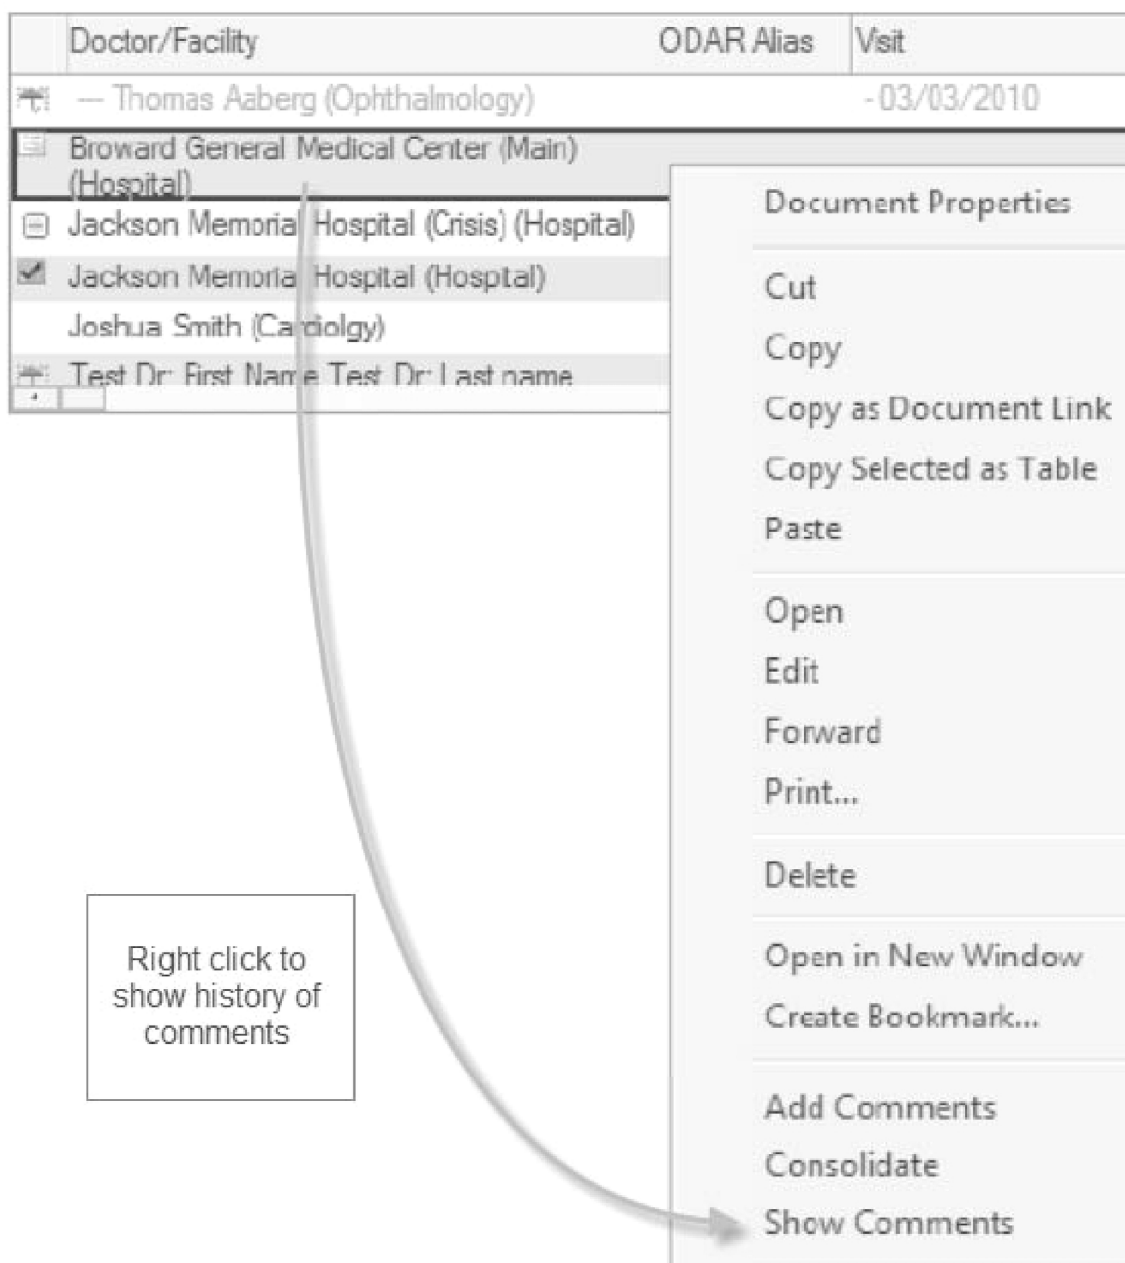 Doctor/Facility ODAR Alias Visit
— Thomas Aaberg (Ophthalmology) - 03/03/2010
Broward General Medical Center (Main)
(Hospital)
Jackson Memorial Hospital (Crisis) (Hospital)
Jackson Memorial Hospital (Hospital)
Joshua Smith (Cardiolgy)
Test Dr: First Name Test Dr: Last name
Document Properties
Cut
Copy
Copy as Document Link
Copy Selected as Table
Paste
Open
Edit
Forward
Print...
Delete
Open in New Window
Create Bookmark...
Add Comments
Consolidate
Show Comments
Right click to
show history of
comments